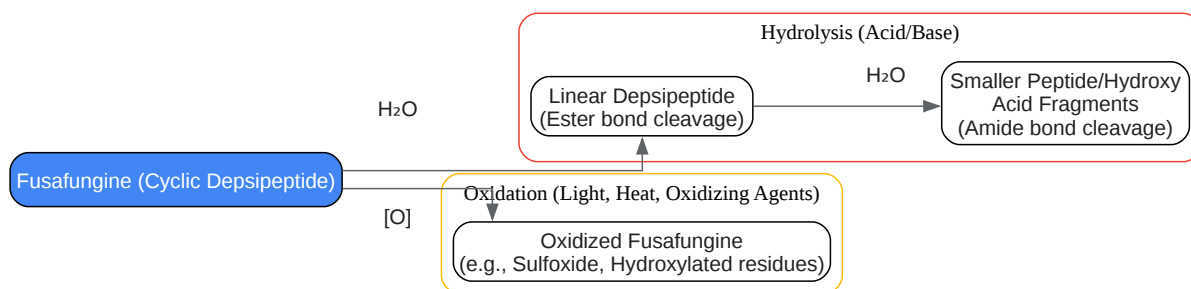 Hydrolysis (Acid/Base)
H₂O
Linear Depsipeptide
(Ester bond cleavage)
Smaller Peptide/Hydroxy
Acid Fragments
(Amide bond cleavage)
H₂O
Fusafungine (Cyclic Depsipeptide)
Oxidation (Light, Heat, Oxidizing Agents)
[O]
Oxidized Fusafungine
(e.g., Sulfoxide, Hydroxylated residues)